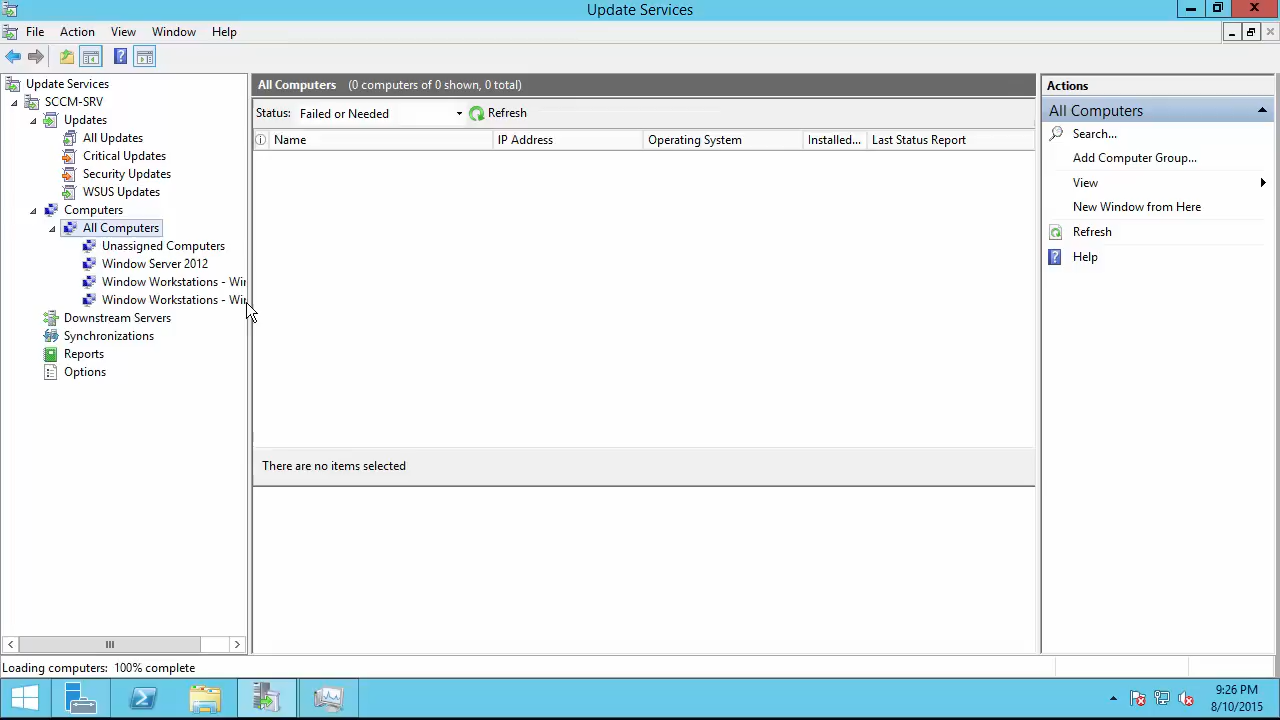 Update Services
File Action View Window Help
Update Services
SCCM-SRV
Updates
All Updates
Critical Updates
Security Updates
WSUS Updates
Computers
All Computers
Unassigned Computers
Window Server 2012
Window Workstations - Wir
Window Workstations - Wir
Downstream Servers
Synchronizations
Reports
Options
All Computers (0 computers of 0 shown, 0 total)
Status: Failed or Needed Refresh
Name IP Address Operating System Installed... Last Status Report
There are no items selected
Actions
All Computers
Search...
Add Computer Group...
View
New Window from Here
Refresh
Help
Loading computers: 100% complete
9:26 PM
8/10/2015